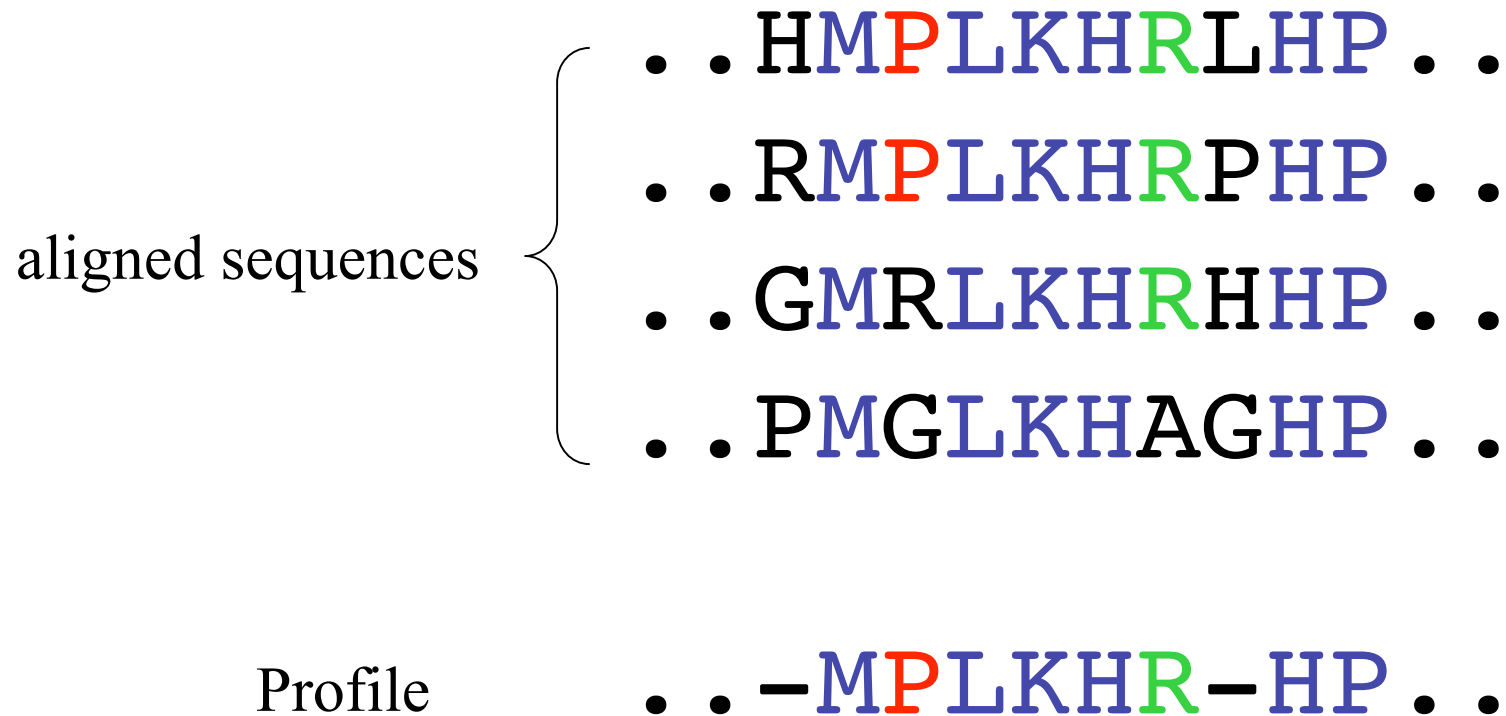 ..HMPLKHRLHP..
..RMPLKHRPHP..
aligned sequences
..GMRLKHRHHP..
..PMGLKHAGHP..
Profile ..-MPLKHR-HP..